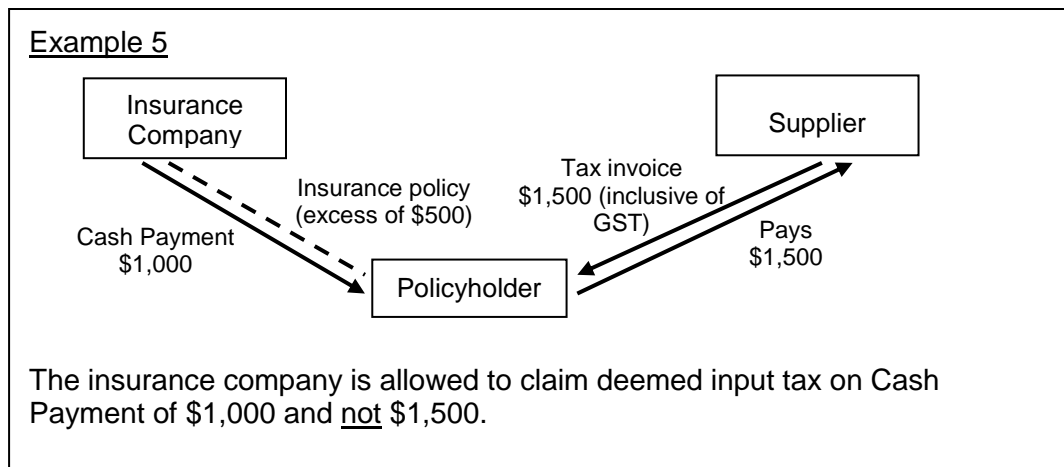 Example 5
Insurance
Company
Supplier
Insurance policy
(excess of $500)
Tax invoice
$1,500 (inclusive of
GST)
Cash Payment
$1,000
Pays
$1,500
Policyholder
The insurance company is allowed to claim deemed input tax on Cash
Payment of $1,000 and not $1,500.